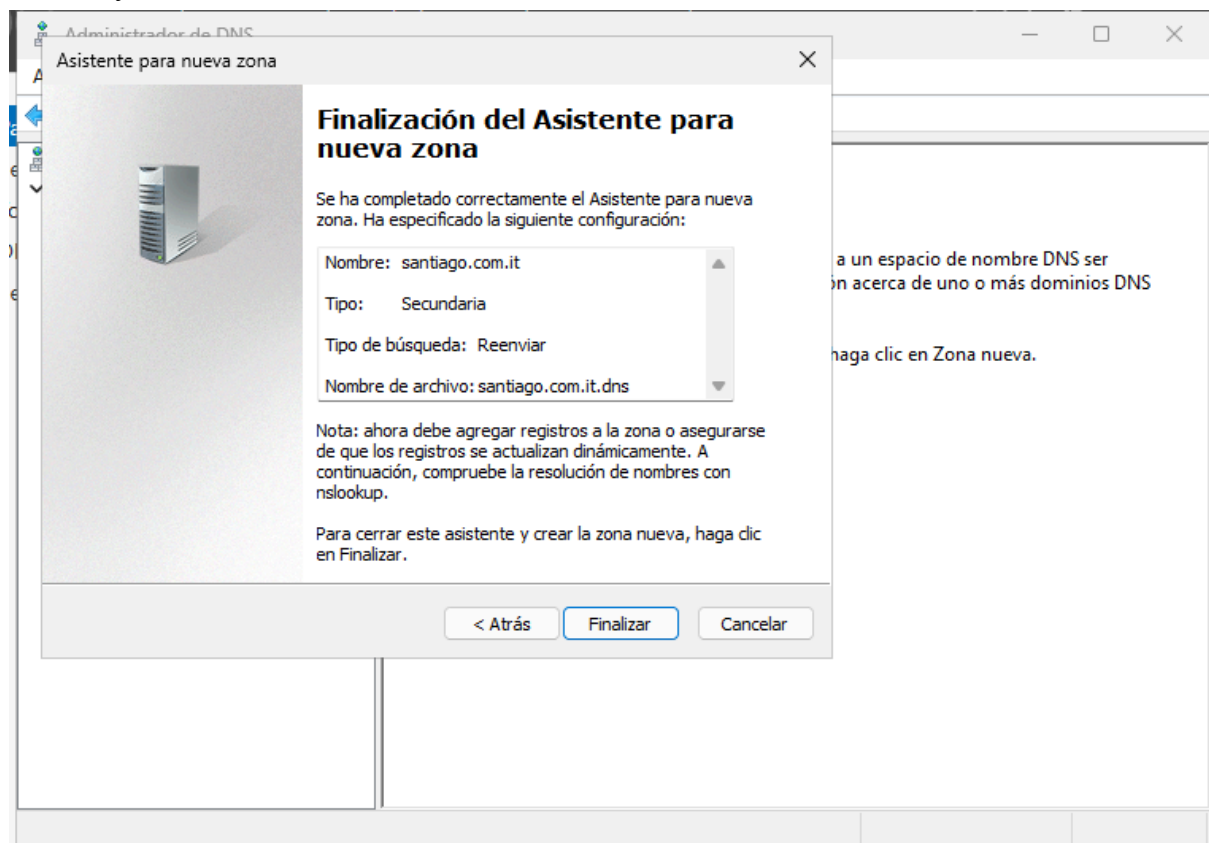 Administrador de DNS
Asistente para nueva zona
Finalización del Asistente para
nueva zona
Se ha completado correctamente el Asistente para nueva
zona. Ha especificado la siguiente configuración:
Nombre: santiago.com.it
Tipo: Secundaria
Tipo de búsqueda: Reenviar
Nombre de archivo: santiago.com.it.dns
Nota: ahora debe agregar registros a la zona o asegurarse
de que los registros se actualizan dinámicamente. A
continuación, compruebe la resolución de nombres con
nslookup.
Para cerrar este asistente y crear la zona nueva, haga clic
en Finalizar.
< Atrás Finalizar Cancelar
a un espacio de nombre DNS ser
acerca de uno o más dominios DNS
haga clic en Zona nueva.